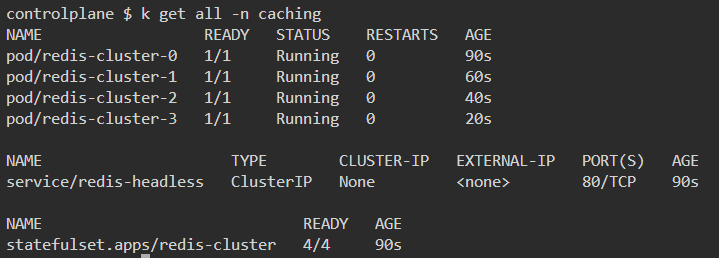 controlplane $ k get all -n caching
NAME READY STATUS RESTARTS AGE
pod/redis-cluster-0 1/1 Running 0 90s
pod/redis-cluster-1 1/1 Running 0 60s
pod/redis-cluster-2 1/1 Running 0 40s
pod/redis-cluster-3 1/1 Running 0 20s
NAME TYPE CLUSTER-IP EXTERNAL-IP PORT(S) AGE
service/redis-headless ClusterIP None <none> 80/TCP 90s
NAME READY AGE
statefulset.apps/redis-cluster 4/4 90s